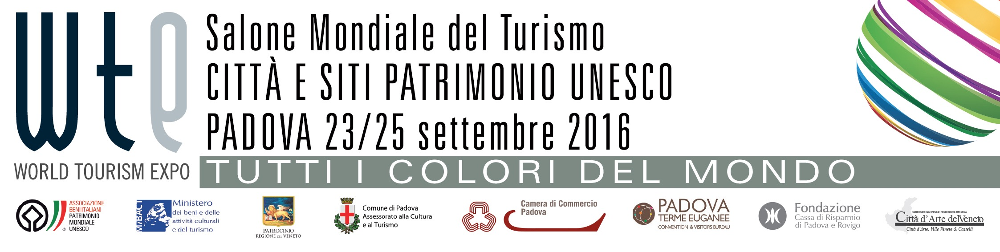 wte
WORLD TOURISM EXPO
Salone Mondiale del Turismo
CITTÀ E SITI PATRIMONIO UNESCO
PADOVA 23/25 settembre 2016
TUTTI I COLORI DEL MONDO
ASSOCIAZIONE
BENI ITALIANI
PATRIMONIO
MONDIALE
UNESCO
®
MiBACT
Ministero
dei beni e delle
attività culturali
e del turismo
PATROCINIO
REGIONE DEL VENETO
Comune di Padova
Assessorato alla Cultura
e al Turismo
Camera di Commercio
Padova
PADOVA
TERME EUGANEE
CONVENTION & VISITORS BUREAU
Fondazione
Cassa di Risparmio
di Padova e Rovigo
CONSORZIO REGIONALE DI PROMOZIONE TURISTICA
Città d'Arte delVeneto
Città d'Arte, Ville Venete & Castelli